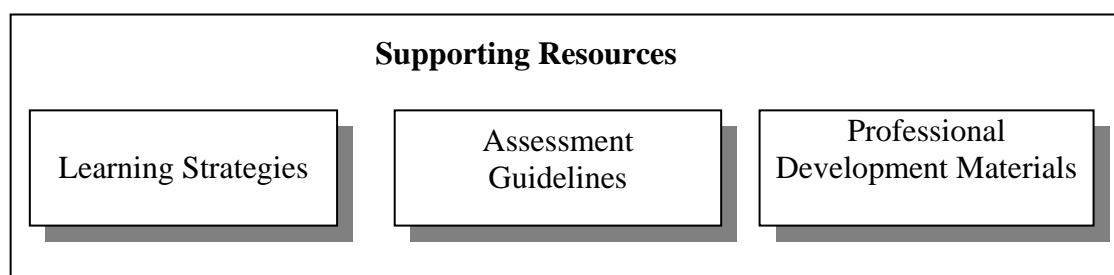 Supporting Resources
Learning Strategies
Assessment
Guidelines
Professional
Development Materials